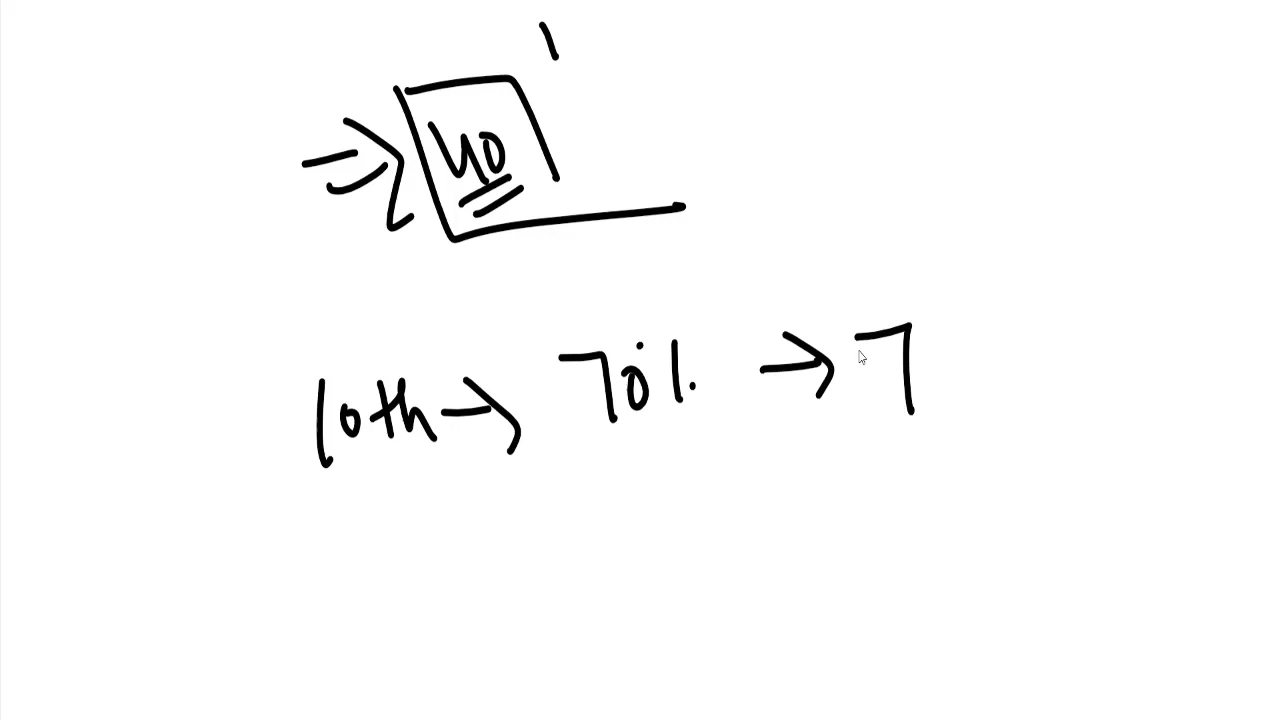 ⇒ 40
10th → 70% → 7